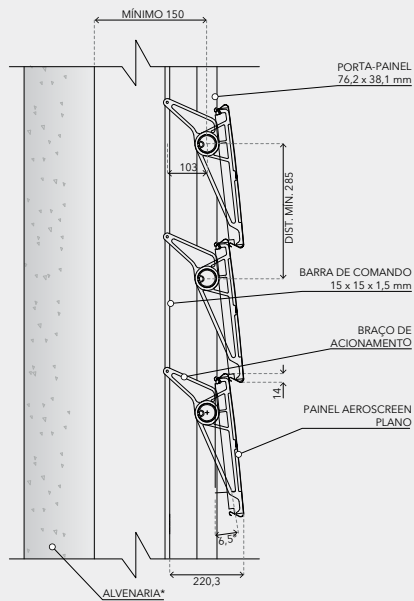 MÍNIMO 150
PORTA-PAINEL
76,2 x 38,1 mm
103
DIST. MIN. 285
BARRA DE COMANDO
15 x 15 x 1,5 mm
BRAÇO DE
ACIONAMENTO
14
PAINEL AEROSCREEN
PLANO
6,5°
220,3
ALVENARIA*